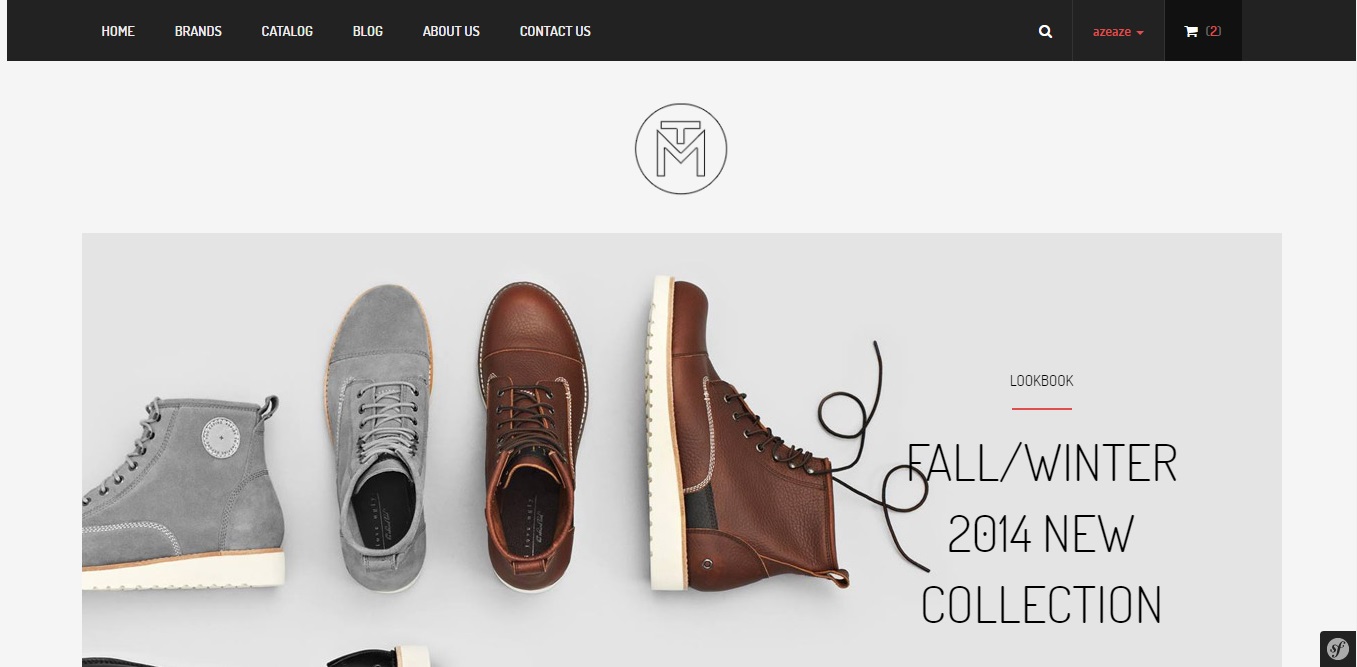 HOME BRANDS CATALOG BLOG ABOUT US CONTACT US azeaze (2)
TM
LOOKBOOK
FALL/WINTER
2014 NEW
COLLECTION
sf